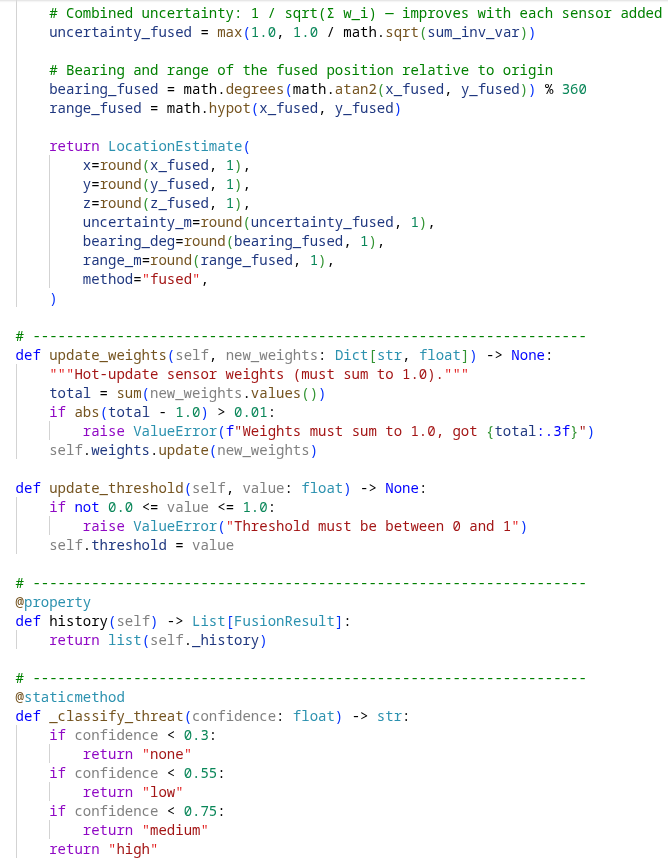 # Combined uncertainty: 1 / sqrt(Σ w_i) — improves with each sensor added
uncertainty_fused = max(1.0, 1.0 / math.sqrt(sum_inv_var))
# Bearing and range of the fused position relative to origin
bearing_fused = math.degrees(math.atan2(x_fused, y_fused)) % 360
range_fused = math.hypot(x_fused, y_fused)
return LocationEstimate(
x=round(x_fused, 1),
y=round(y_fused, 1),
z=round(z_fused, 1),
uncertainty_m=round(uncertainty_fused, 1),
bearing_deg=round(bearing_fused, 1),
range_m=round(range_fused, 1),
method="fused",
)
# ------------------------------------------------------------------
def update_weights(self, new_weights: Dict[str, float]) -> None:
"""Hot-update sensor weights (must sum to 1.0)."""
total = sum(new_weights.values())
if abs(total - 1.0) > 0.01:
raise ValueError(f"Weights must sum to 1.0, got {total:.3f}")
self.weights.update(new_weights)
def update_threshold(self, value: float) -> None:
if not 0.0 <= value <= 1.0:
raise ValueError("Threshold must be between 0 and 1")
self.threshold = value
# ------------------------------------------------------------------
@property
def history(self) -> List[FusionResult]:
return list(self._history)
# ------------------------------------------------------------------
@staticmethod
def _classify_threat(confidence: float) -> str:
if confidence < 0.3:
return "none"
if confidence < 0.55:
return "low"
if confidence < 0.75:
return "medium"
return "high"